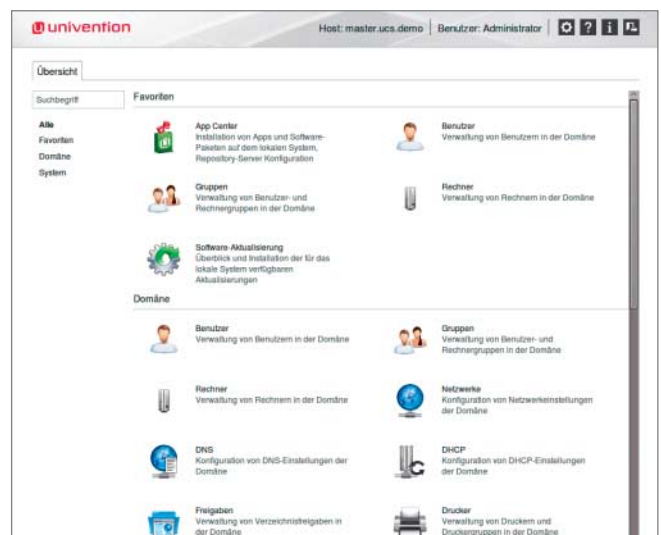 univention
Host: master.ucs.demo
Benutzer: Administrator
Übersicht
Suchbegriff
Alle
Favoriten
Domäne
System
Favoriten
App Center
Installation von Apps und Software-
Paketen auf dem lokalen System,
Repository-Server Konfiguration
Benutzer
Verwaltung von Benutzern in der Domäne
Gruppen
Verwaltung von Benutzer- und
Rechnergruppen in der Domäne
Rechner
Verwaltung von Rechnern in der Domäne
Software-Aktualisierung
Überblick und Installation der für das
lokale System verfügbaren
Aktualisierungen
Domäne
Benutzer
Verwaltung von Benutzern in der Domäne
Gruppen
Verwaltung von Benutzer- und
Rechnergruppen in der Domäne
Rechner
Verwaltung von Rechnern in der Domäne
Netzwerke
Konfiguration von Netzwerkeinstellungen
der Domäne
DNS
Konfiguration von DNS-Einstellungen der
Domäne
DHCP
Konfiguration von DHCP-Einstellungen
der Domäne
Freigaben
Verwaltung von Verzeichnisfreigaben in
der Domäne
Drucker
Verwaltung von Druckern und
Druckergruppen in der Domäne